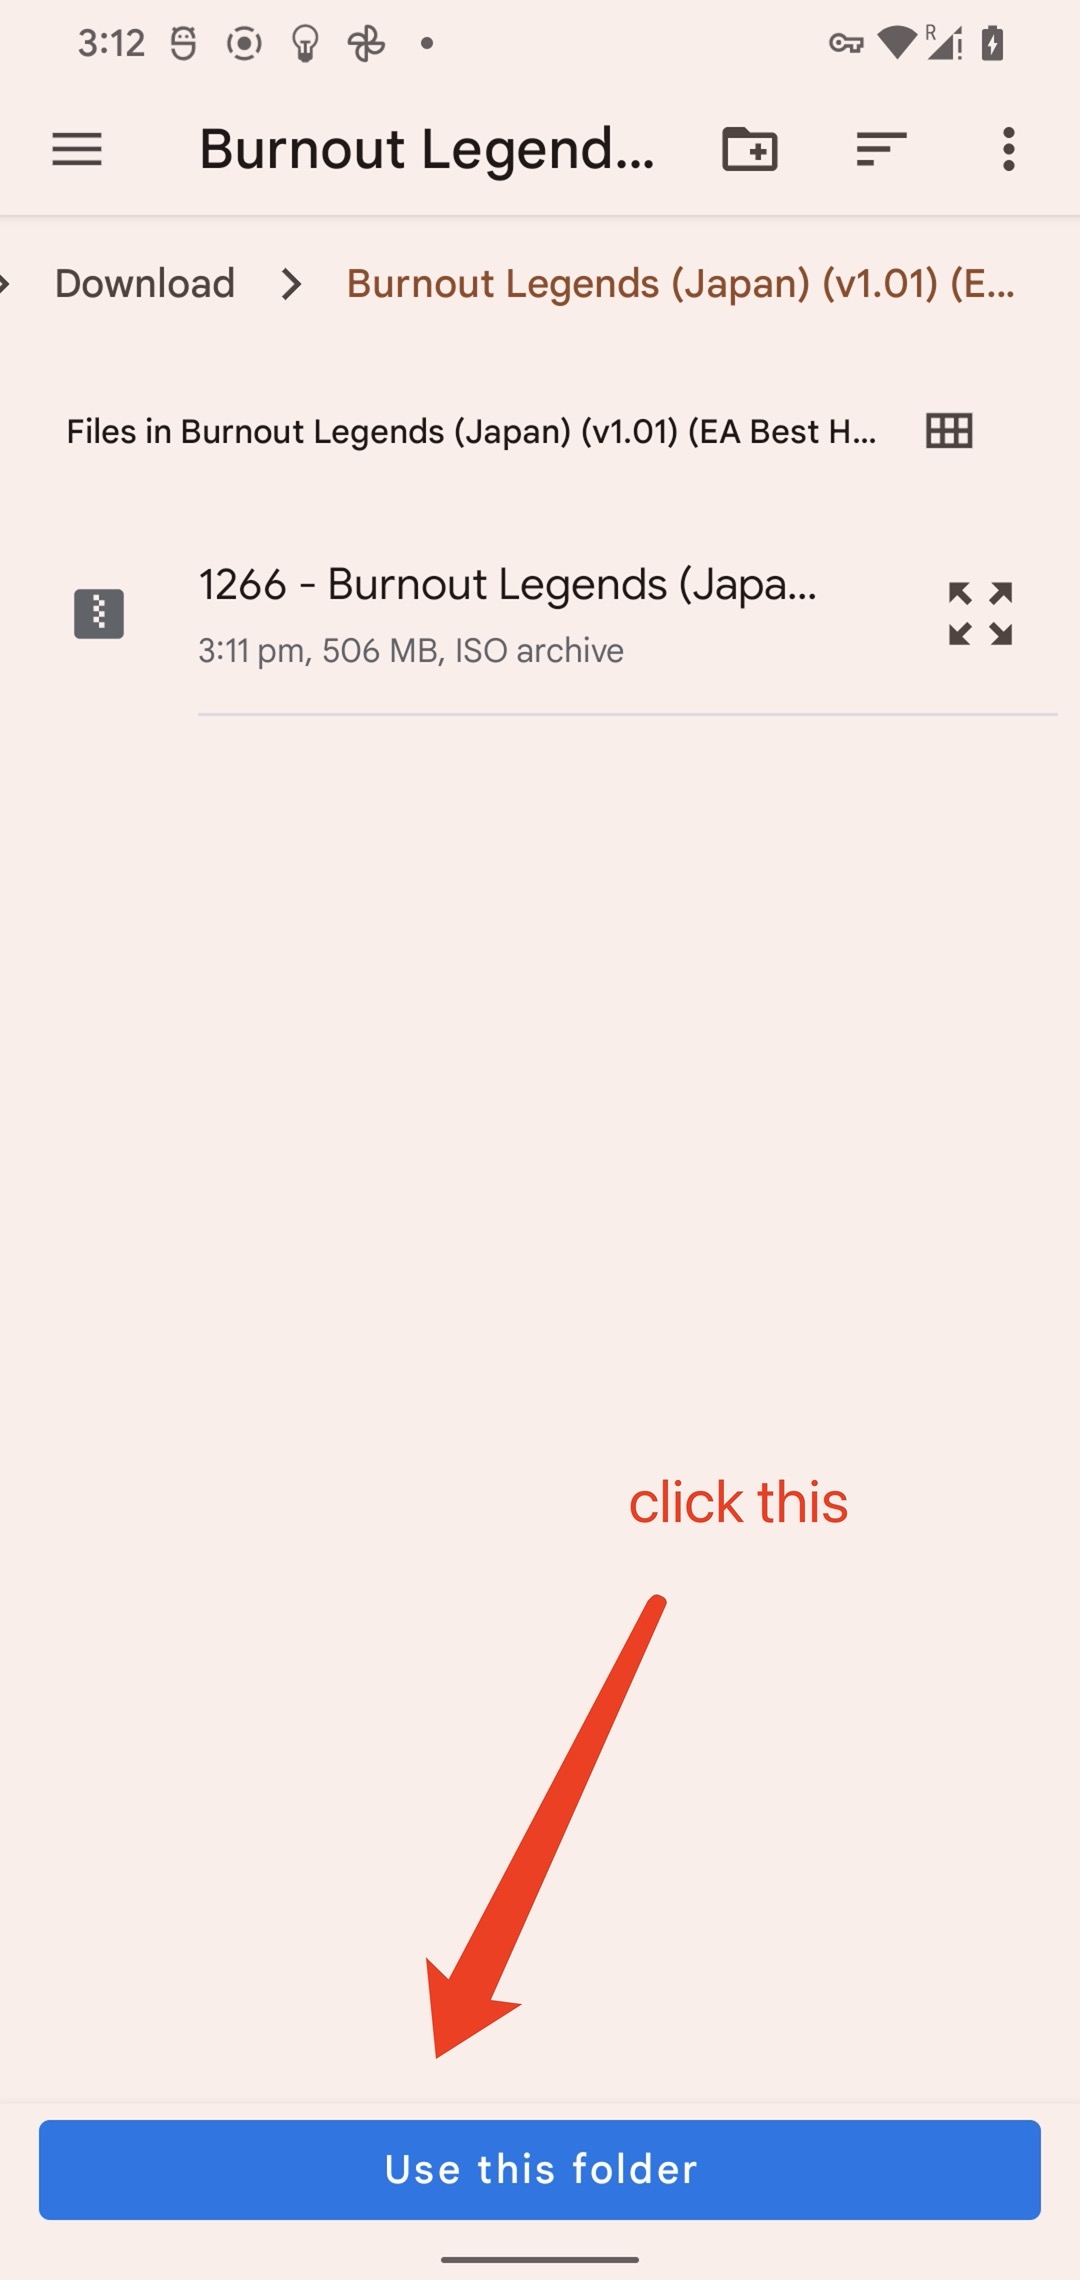 3:12
R
Burnout Legend...
Download
Burnout Legends (Japan) (v1.01) (E...
Files in Burnout Legends (Japan) (v1.01) (EA Best H...
1266 - Burnout Legends (Japa...
3:11 pm, 506 MB, ISO archive
click this
Use this folder